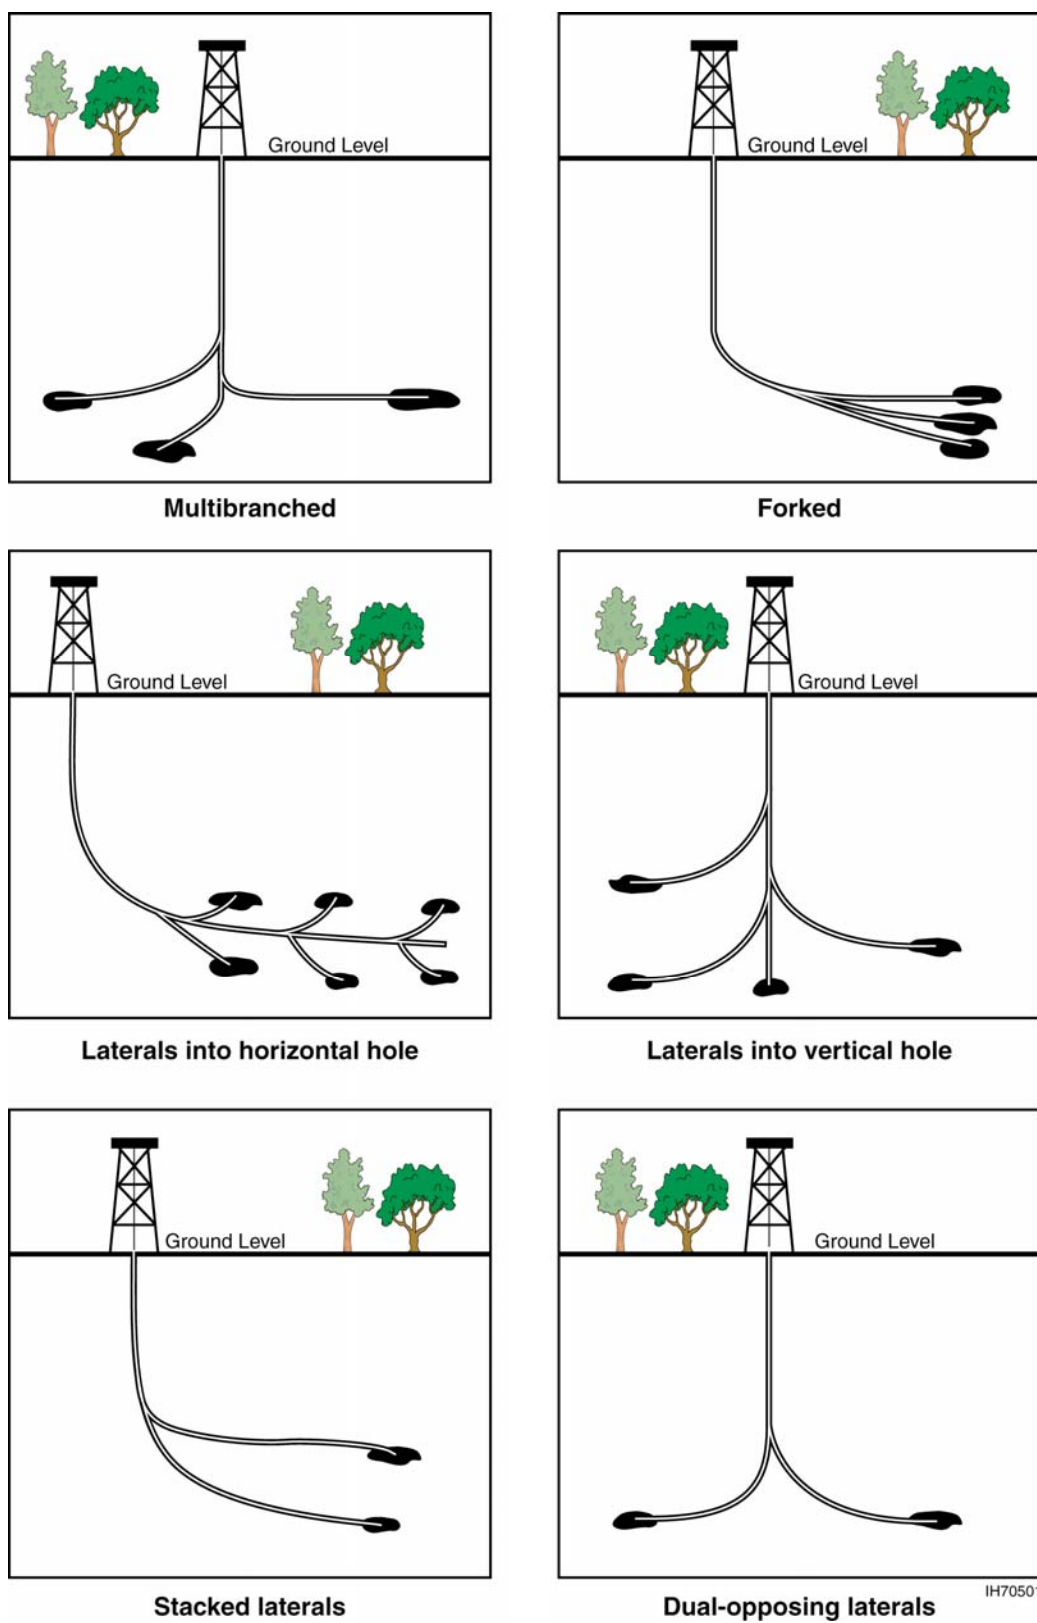 Ground Level
Ground Level
Multibranched
Forked
Ground Level
Ground Level
Laterals into horizontal hole
Laterals into vertical hole
Ground Level
Ground Level
Stacked laterals
Dual-opposing laterals
IH70501